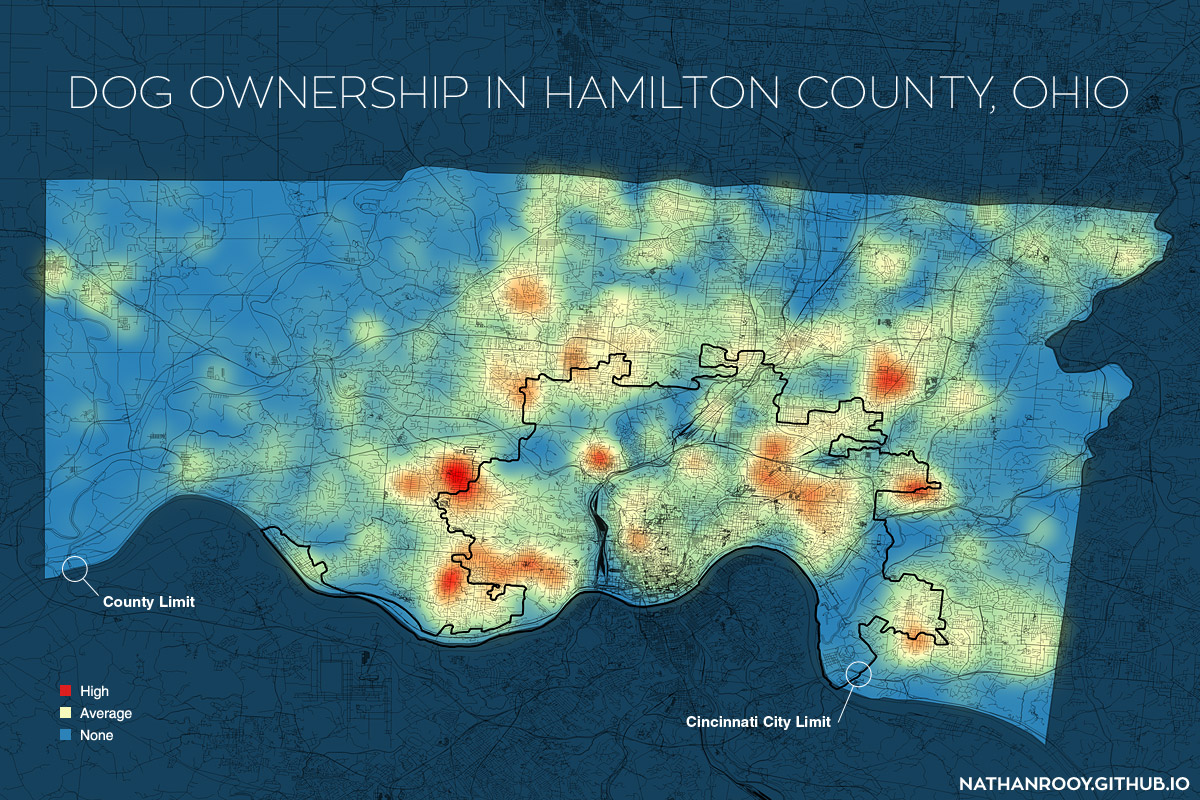 DOG OWNERSHIP IN HAMILTON COUNTY, OHIO
County Limit
High
Average
None
Cincinnati City Limit
NATHANROOY.GITHUB.IO